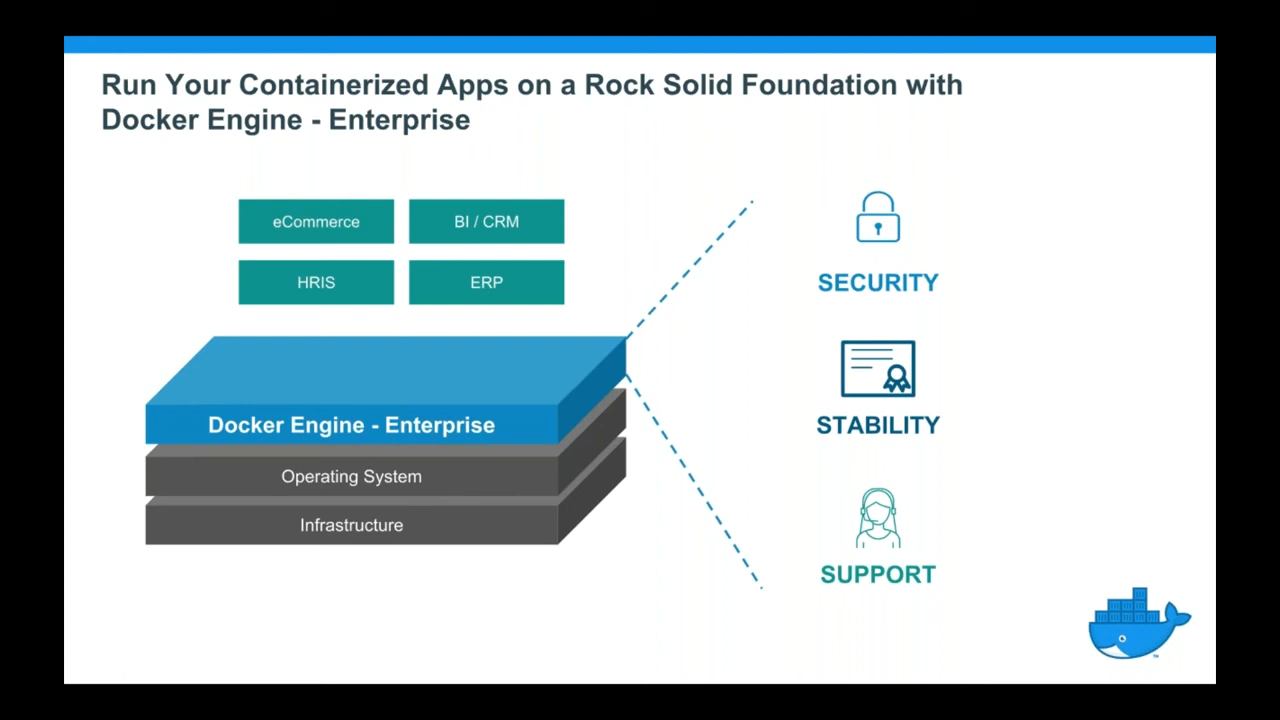 Run Your Containerized Apps on a Rock Solid Foundation with
Docker Engine - Enterprise
eCommerce
BI / CRM
HRIS
ERP
Docker Engine - Enterprise
Operating System
Infrastructure
SECURITY
STABILITY
SUPPORT
™